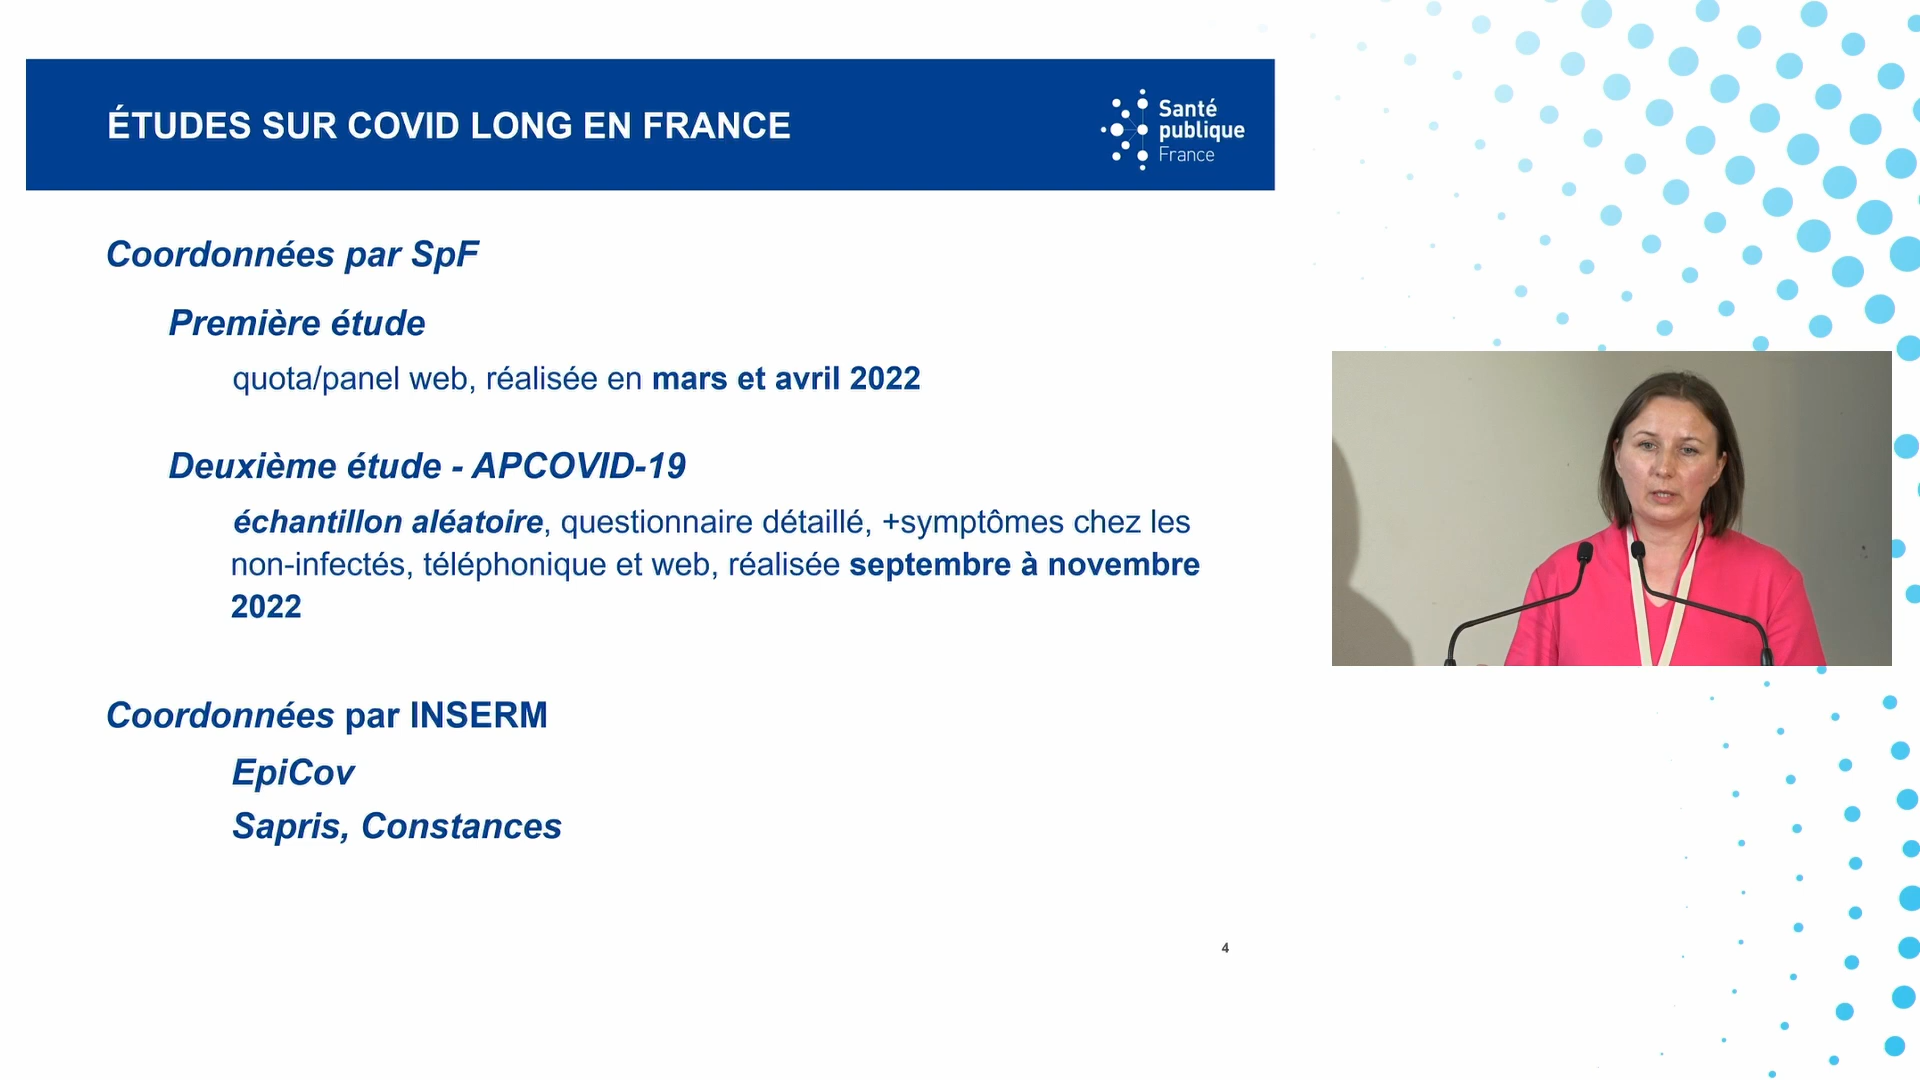 ÉTUDES SUR COVID LONG EN FRANCE
Santé
publique
France
Coordonnées par SpF
Première étude
quota/panel web, réalisée en mars et avril 2022
Deuxième étude - APCOVID-19
échantillon aléatoire, questionnaire détaillé, +symptômes chez les
non-infectés, téléphonique et web, réalisée septembre à novembre
2022
Coordonnées par INSERM
EpiCov
Sapris, Constances
4